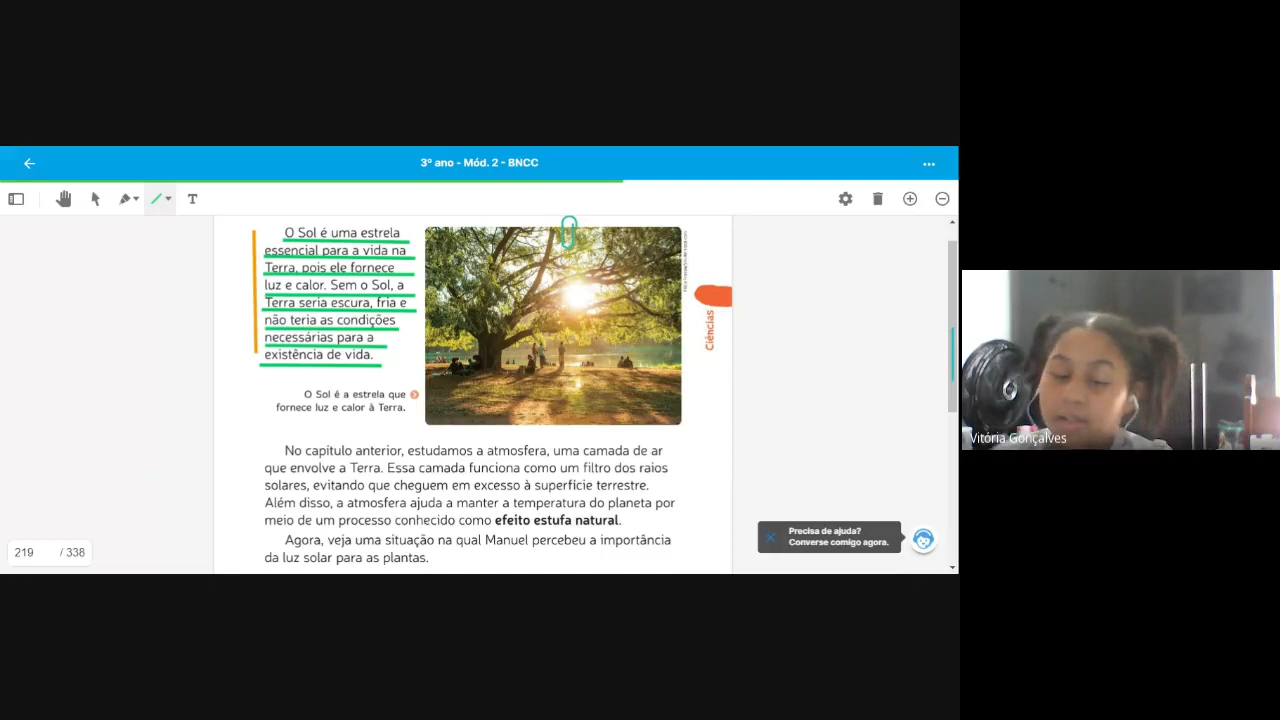 3º ano - Mód. 2 - BNCC
T
O Sol é uma estrela
essencial para a vida na
Terra, pois ele fornece
luz e calor. Sem o Sol, a
Terra seria escura, fria e
não teria as condições
necessárias para a
existência de vida.
O Sol é a estrela que
fornece luz e calor à Terra.
Ciências
No capítulo anterior, estudamos a atmosfera, uma camada de ar
que envolve a Terra. Essa camada funciona como um filtro dos raios
solares, evitando que cheguem em excesso à superfície terrestre.
Além disso, a atmosfera ajuda a manter a temperatura do planeta por
meio de um processo conhecido como efeito estufa natural.
Agora, veja uma situação na qual Manuel percebeu a importância
da luz solar para as plantas.
219 / 338
Precisa de ajuda?
Converse comigo agora.
Vitória Gonçalves